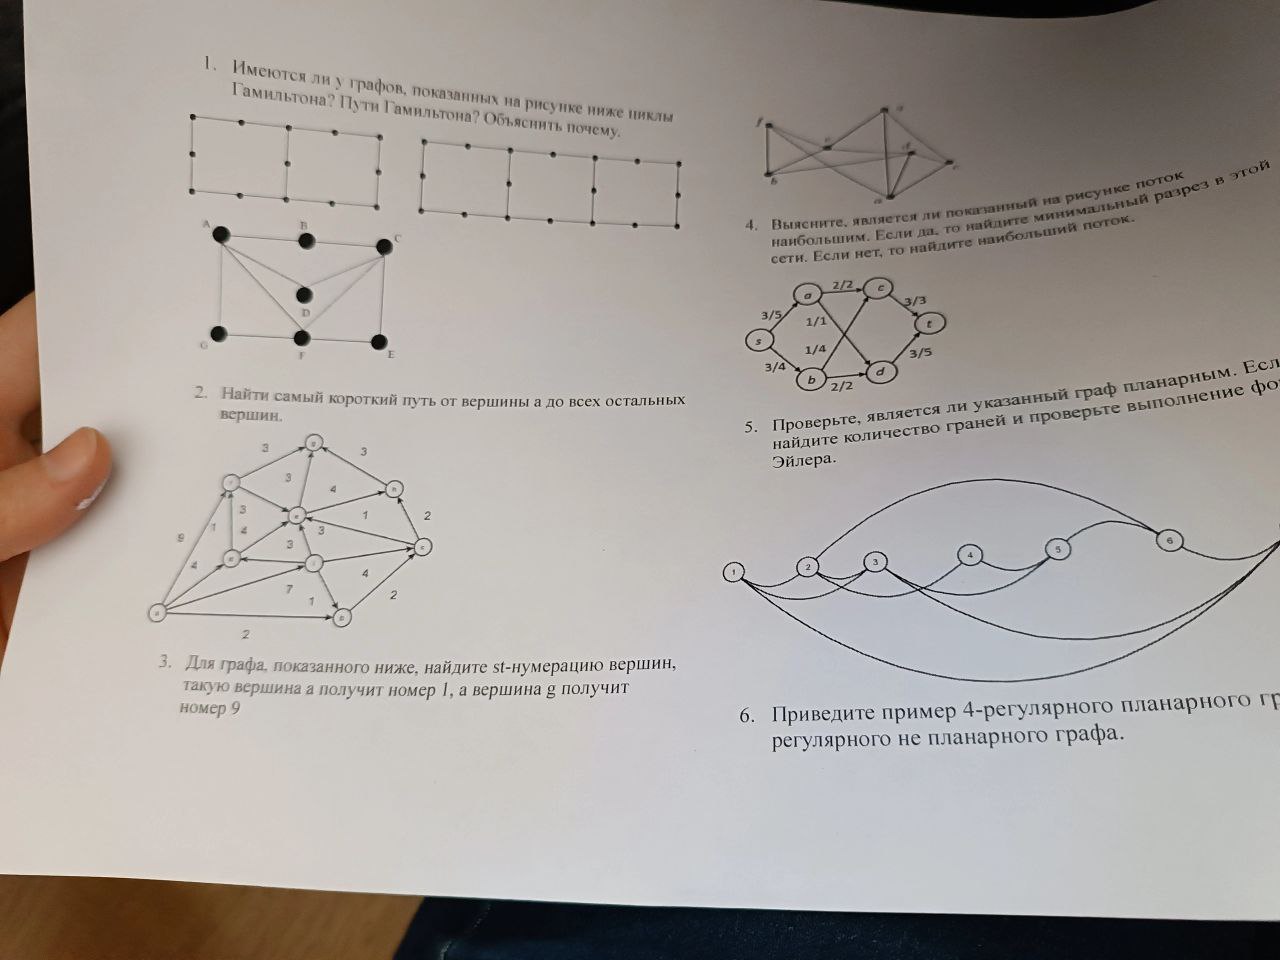 1. Имеются ли у графов, показанных на рисунке ниже циклы
Гамильтона? Пути Гамильтона? Объяснить почему.
A
B
C
D
G
F
E
2. Найти самый короткий путь от вершины a до всех остальных
вершин.
3
3
3
4
3
1
4
1
2
9
3
3
4
7
4
1
2
2
3. Для графа, показанного ниже, найдите st-нумерацию вершин,
такую вершина a получит номер 1, а вершина g получит
номер 9
f
b
4. Выясните, является ли показанный на рисунке поток
наибольшим. Если да, то найдите минимальный разрез в этой
сети. Если нет, то найдите наибольший поток.
a
2/2
c
3/5
1/1
3/3
s
t
1/4
3/4
3/5
b
2/2
d
5. Проверьте, является ли указанный граф планарным. Есл
найдите количество граней и проверьте выполнение фо
Эйлера.
1
2
3
4
5
6
6. Приведите пример 4-регулярного планарного гр
регулярного не планарного графа.